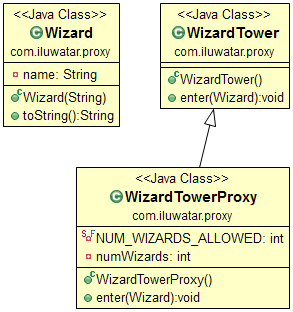 <<Java Class>>
C Wizard
com.iluwatar.proxy
name: String
C Wizard(String)
toString():String
<<Java Class>>
C WizardTower
com.iluwatar.proxy
C WizardTower()
enter(Wizard):void
<<Java Class>>
C WizardTowerProxy
com.iluwatar.proxy
S F NUM_WIZARDS_ALLOWED: int
numWizards: int
C WizardTowerProxy()
enter(Wizard):void